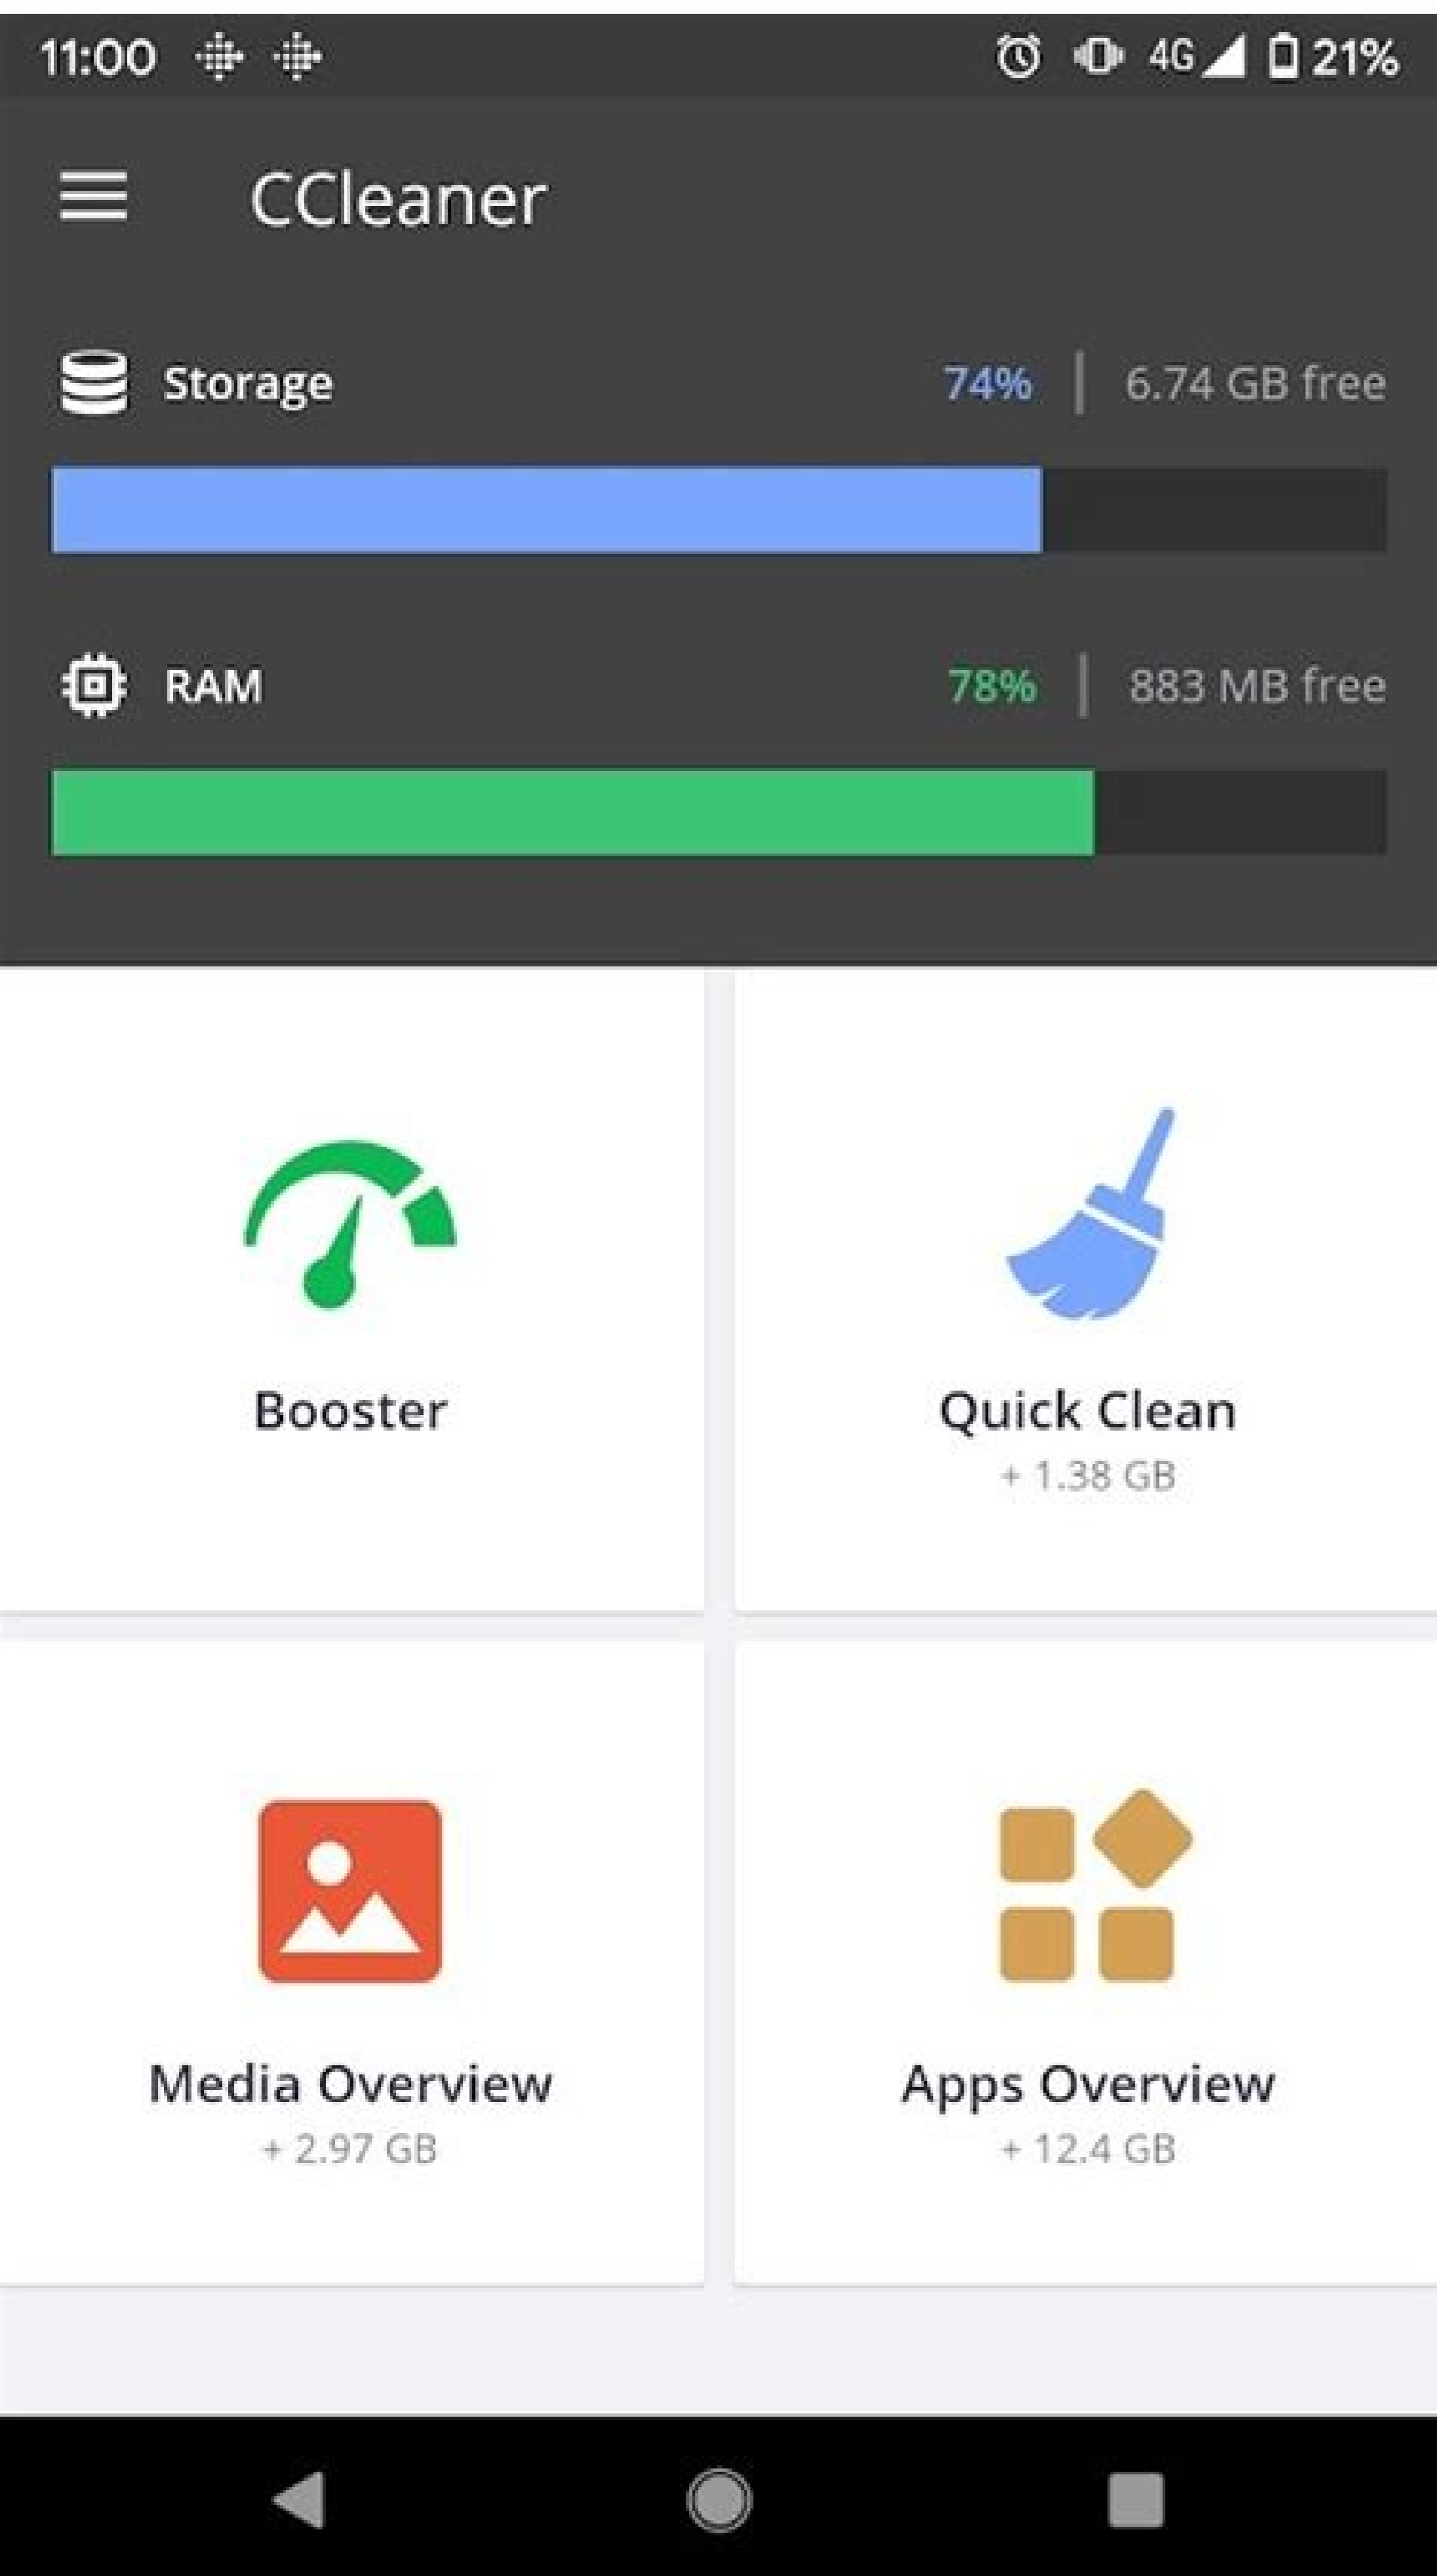 11:00 4G 21%
CCleaner
Storage 74% | 6.74 GB free
RAM 78% | 883 MB free
Booster
Quick Clean
+ 1.38 GB
Media Overview
+ 2.97 GB
Apps Overview
+ 12.4 GB